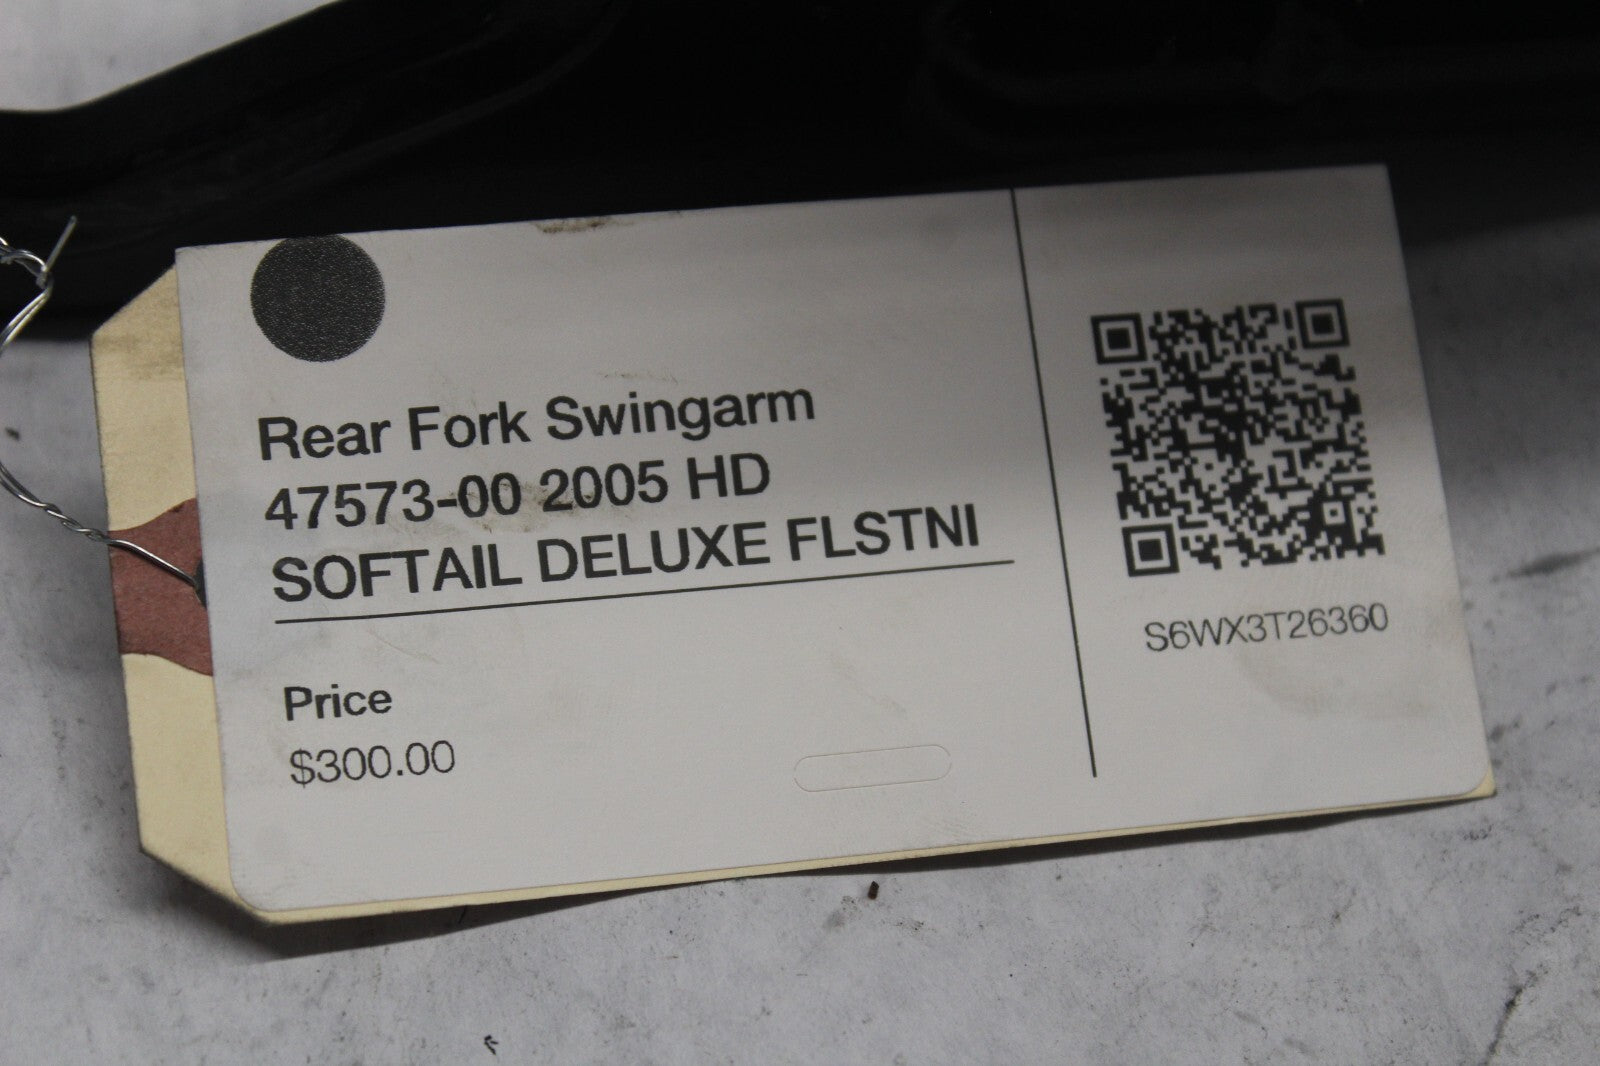 Rear Fork Swingarm
47573-00 2005 HD
SOFTAIL DELUXE FLSTNI
Price
$300.00
S6WX3T26360